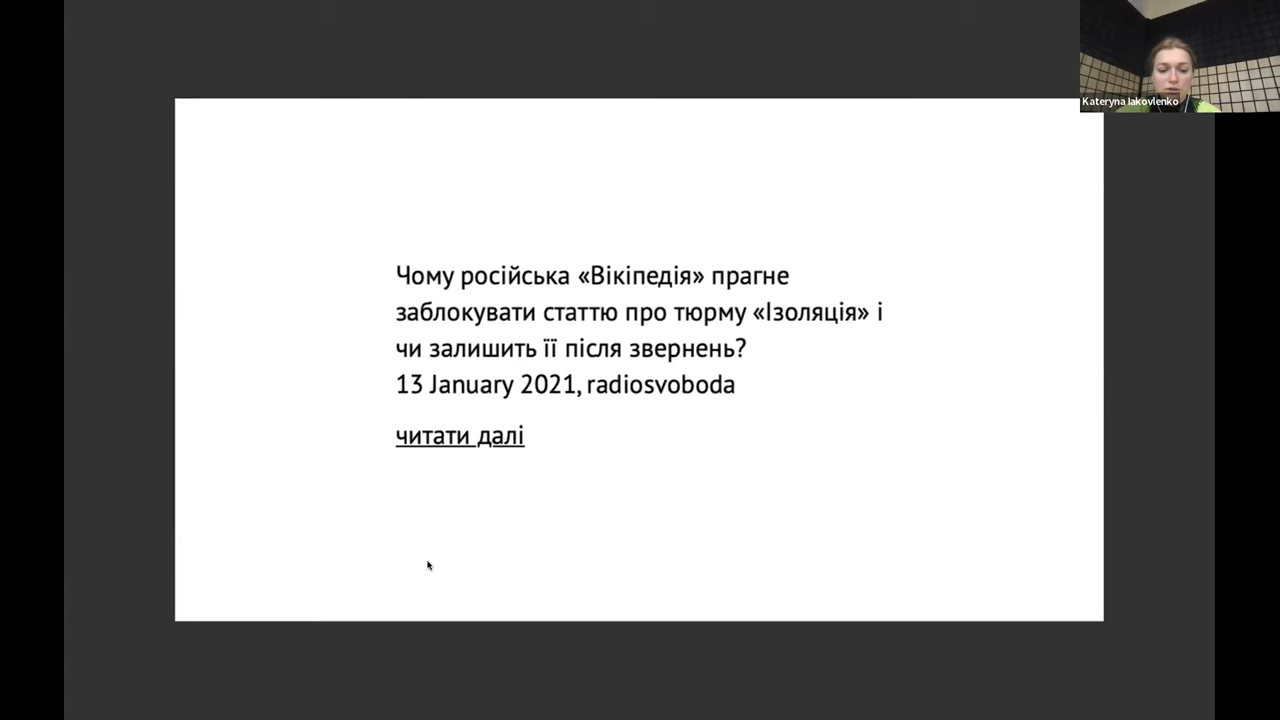 Kateryna Iakovlenko
Чому російська «Вікіпедія» прагне
заблокувати статтю про тюрму «Ізоляція» і
чи залишить її після звернень?
13 January 2021, radiosvoboda
читати далі